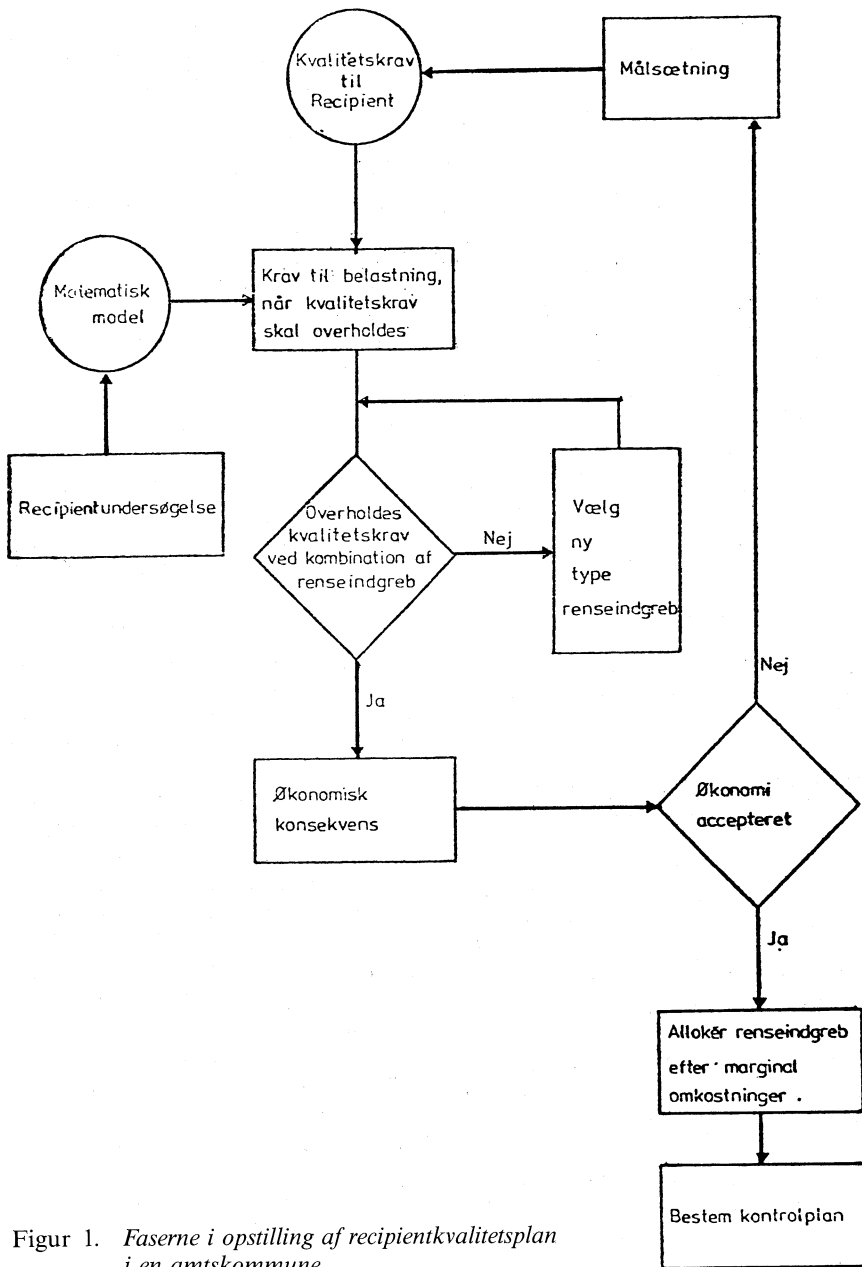 Kvalitetskrav
til
Recipient
Målsætning
Matematisk
model
Krav til belastning,
når kvalitetskrav
skal overholdes
Recipientundersøgelse
Overholdes
kvalitetskrav
ved kombination af
renseindgreb
Nej
Vælg
ny
type
renseindgreb
Ja
Nej
Økonomisk
konsekvens
Økonomi
accepteret
Ja
Allokér renseindgreb
efter marginal
omkostninger.
Bestem kontrolplan
Figur 1. Faserne i opstilling af recipientkvalitetsplan
i en amtskommune